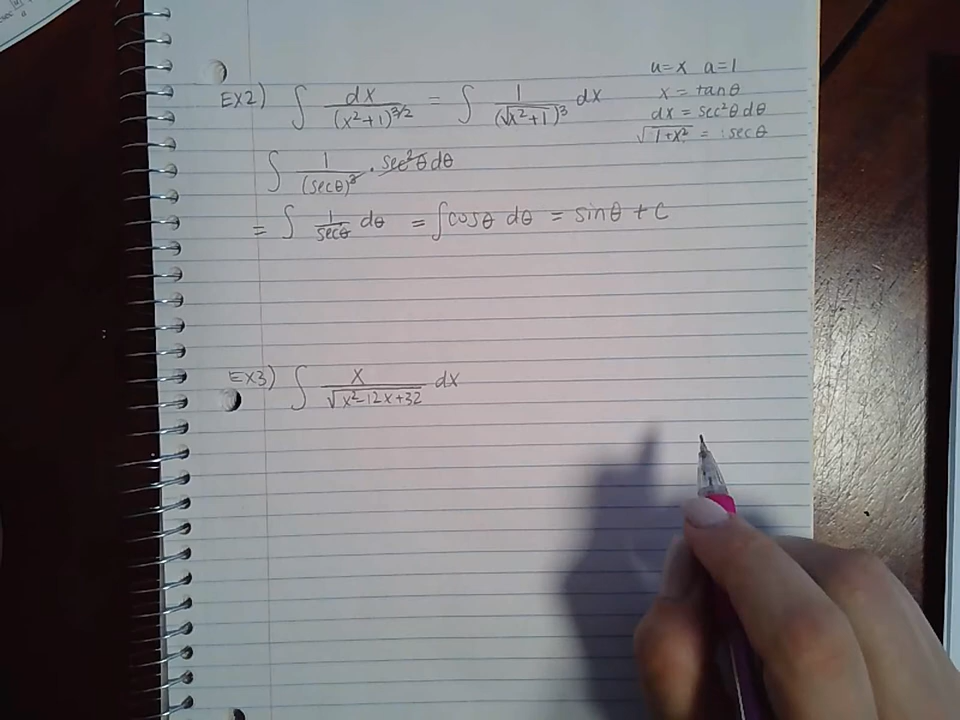 EX2) ∫ dx/(x²+1)^(3/2) = ∫ 1/(√x²+1)³ dx
u=x a=1
x = tanθ
dx = sec²θ dθ
√1+x² = secθ
∫ 1/(secθ)³ · sec²θ dθ
= ∫ 1/secθ dθ = ∫cosθ dθ = sinθ + C
EX3) ∫ x/√x²-12x+32 dx